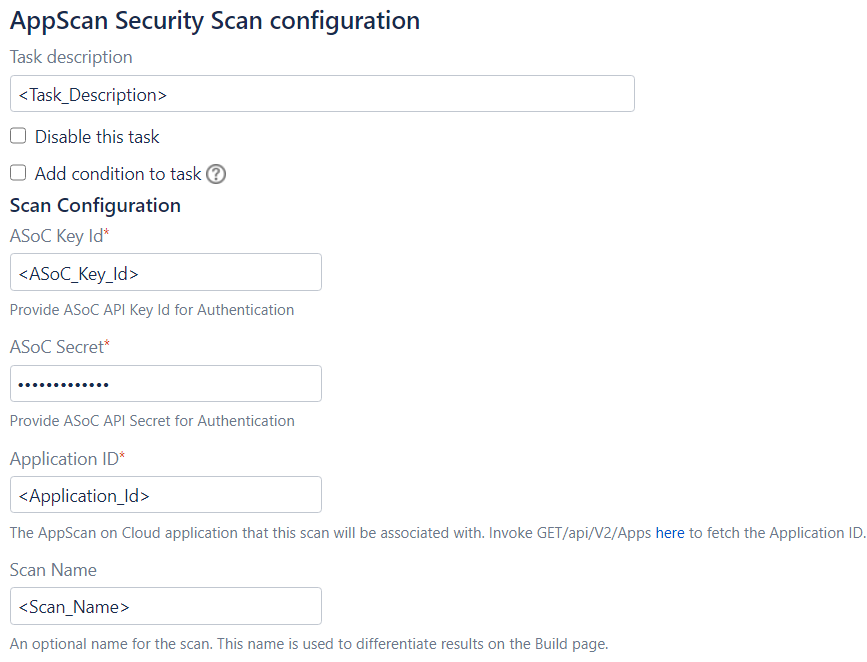 AppScan Security Scan configuration
Task description
<Task_Description>
Disable this task
Add condition to task ?
Scan Configuration
ASoC Key Id*
<ASoC_Key_Id>
Provide ASoC API Key Id for Authentication
ASoC Secret*
•••••••••••••
Provide ASoC API Secret for Authentication
Application ID*
<Application_Id>
The AppScan on Cloud application that this scan will be associated with. Invoke GET/api/V2/Apps here to fetch the Application ID.
Scan Name
<Scan_Name>
An optional name for the scan. This name is used to differentiate results on the Build page.